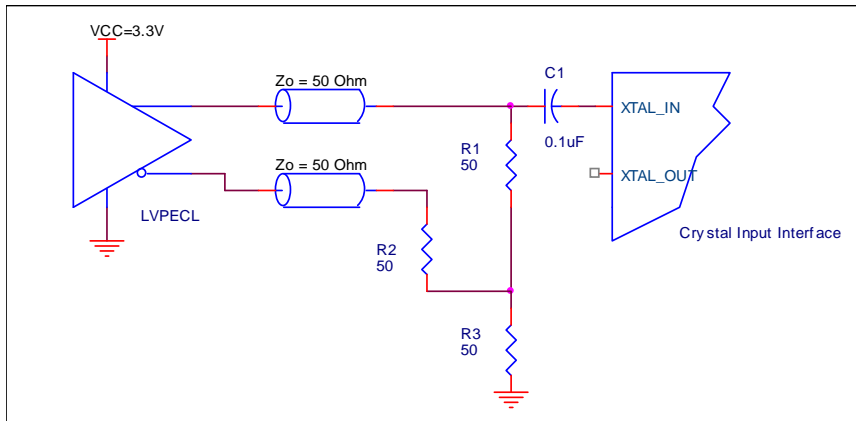 VCC=3.3V
Zo = 50 Ohm
C1
XTAL_IN
0.1uF
R1
50
Zo = 50 Ohm
XTAL_OUT
LVPECL
Crystal Input Interface
R2
50
R3
50